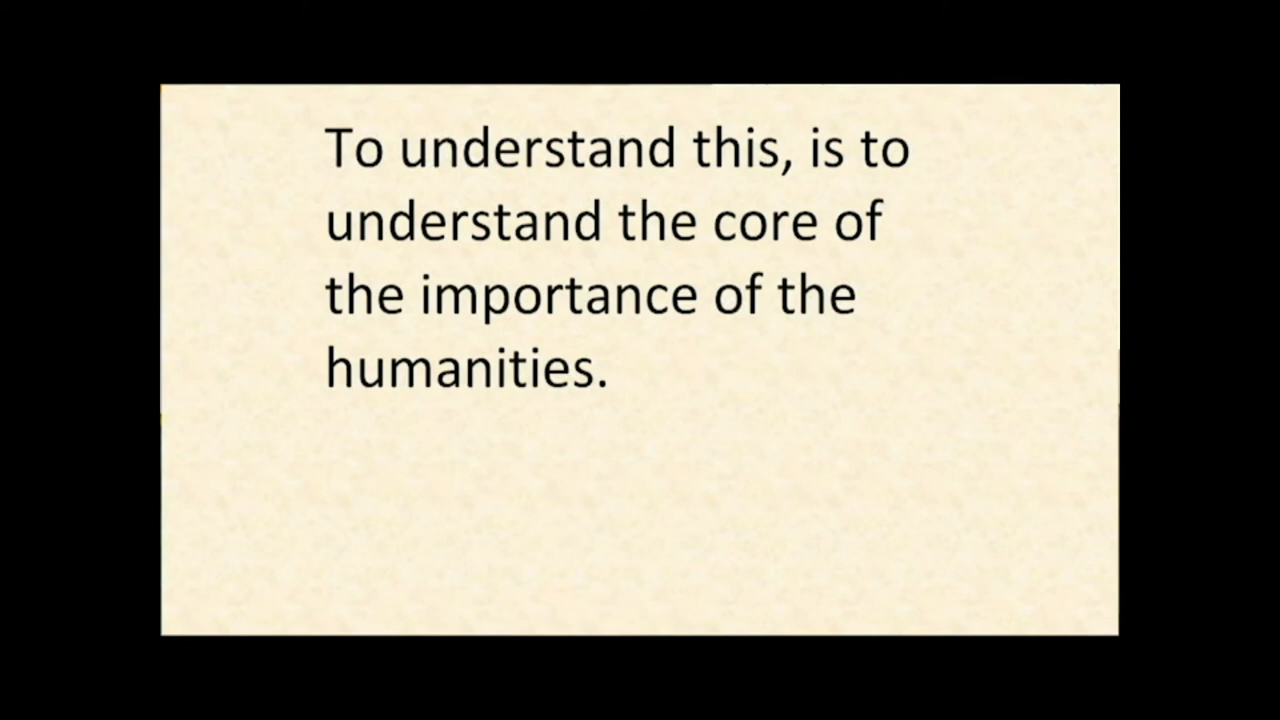 To understand this, is to
understand the core of
the importance of the
humanities.